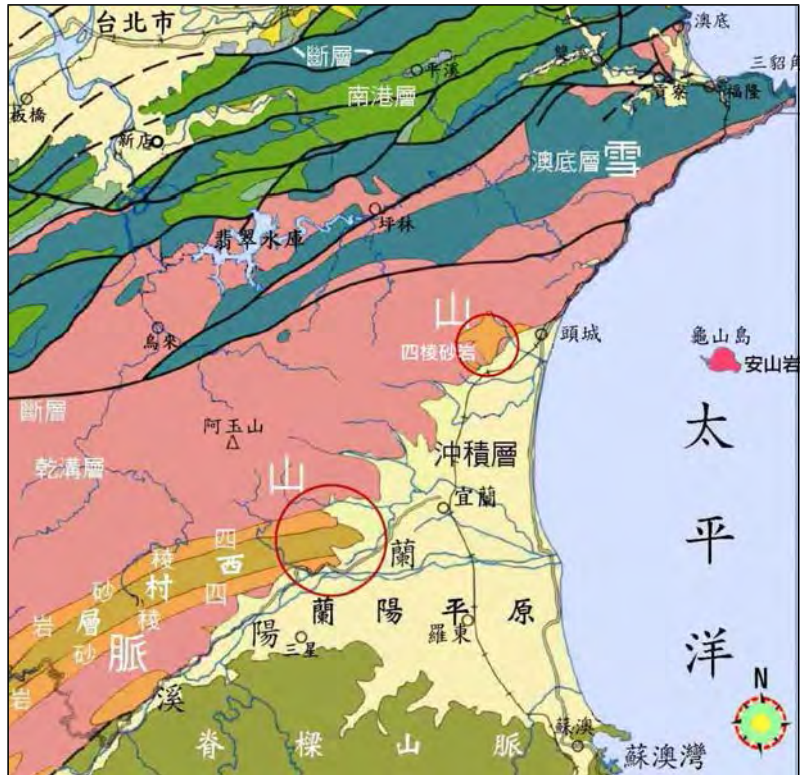 台北市
澳底
斷層
雙溪
三貂角
平溪
貢寮
福隆
板橋
南港層
新店
澳底層
雪
坪林
翡翠水庫
山
烏來
四棱砂岩
頭城
龜山島
安山岩
斷層
阿玉山
太平洋
乾溝層
山
沖積層
宜蘭
四棱砂岩
西村層
四棱砂岩
蘭陽溪
蘭陽平原
羅東
三星
脈
N
脊樑山脈
蘇澳
蘇澳灣